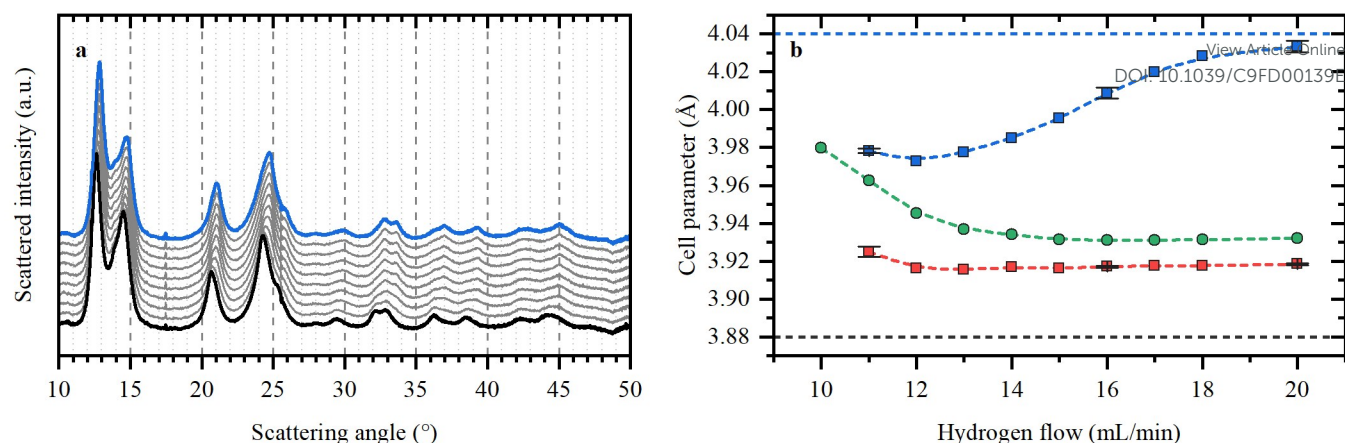 a
Scattered intensity (a.u.)
10 15 20 25 30 35 40 45 50
Scattering angle (°)
b
View Article Online
DOI: 10.1039/C9FD00139E
Cell parameter (Å)
4.04
4.02
4.00
3.98
3.96
3.94
3.92
3.90
3.88
10 12 14 16 18 20
Hydrogen flow (mL/min)